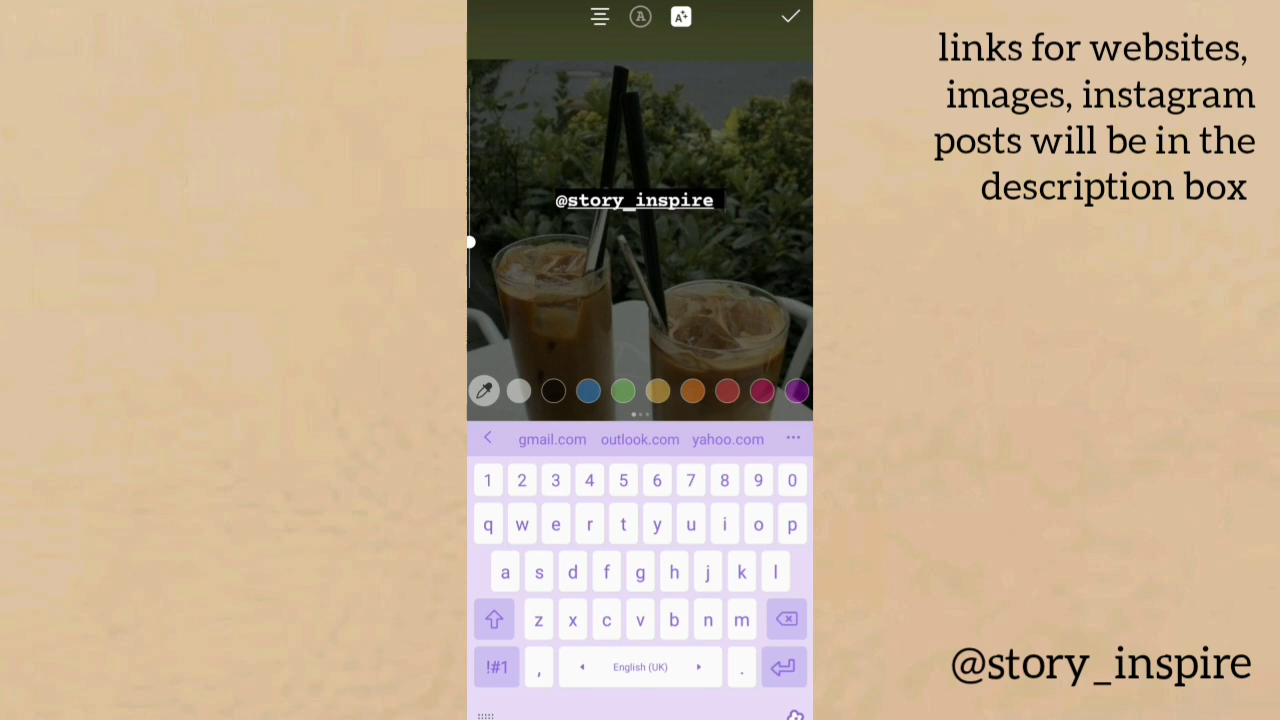 A
A+
@story_inspire
gmail.com outlook.com yahoo.com ...
1 2 3 4 5 6 7 8 9 0
q w e r t y u i o p
a s d f g h j k l
z x c v b n m
!#1 , English (UK) .
links for websites,
images, instagram
posts will be in the
description box
@story_inspire